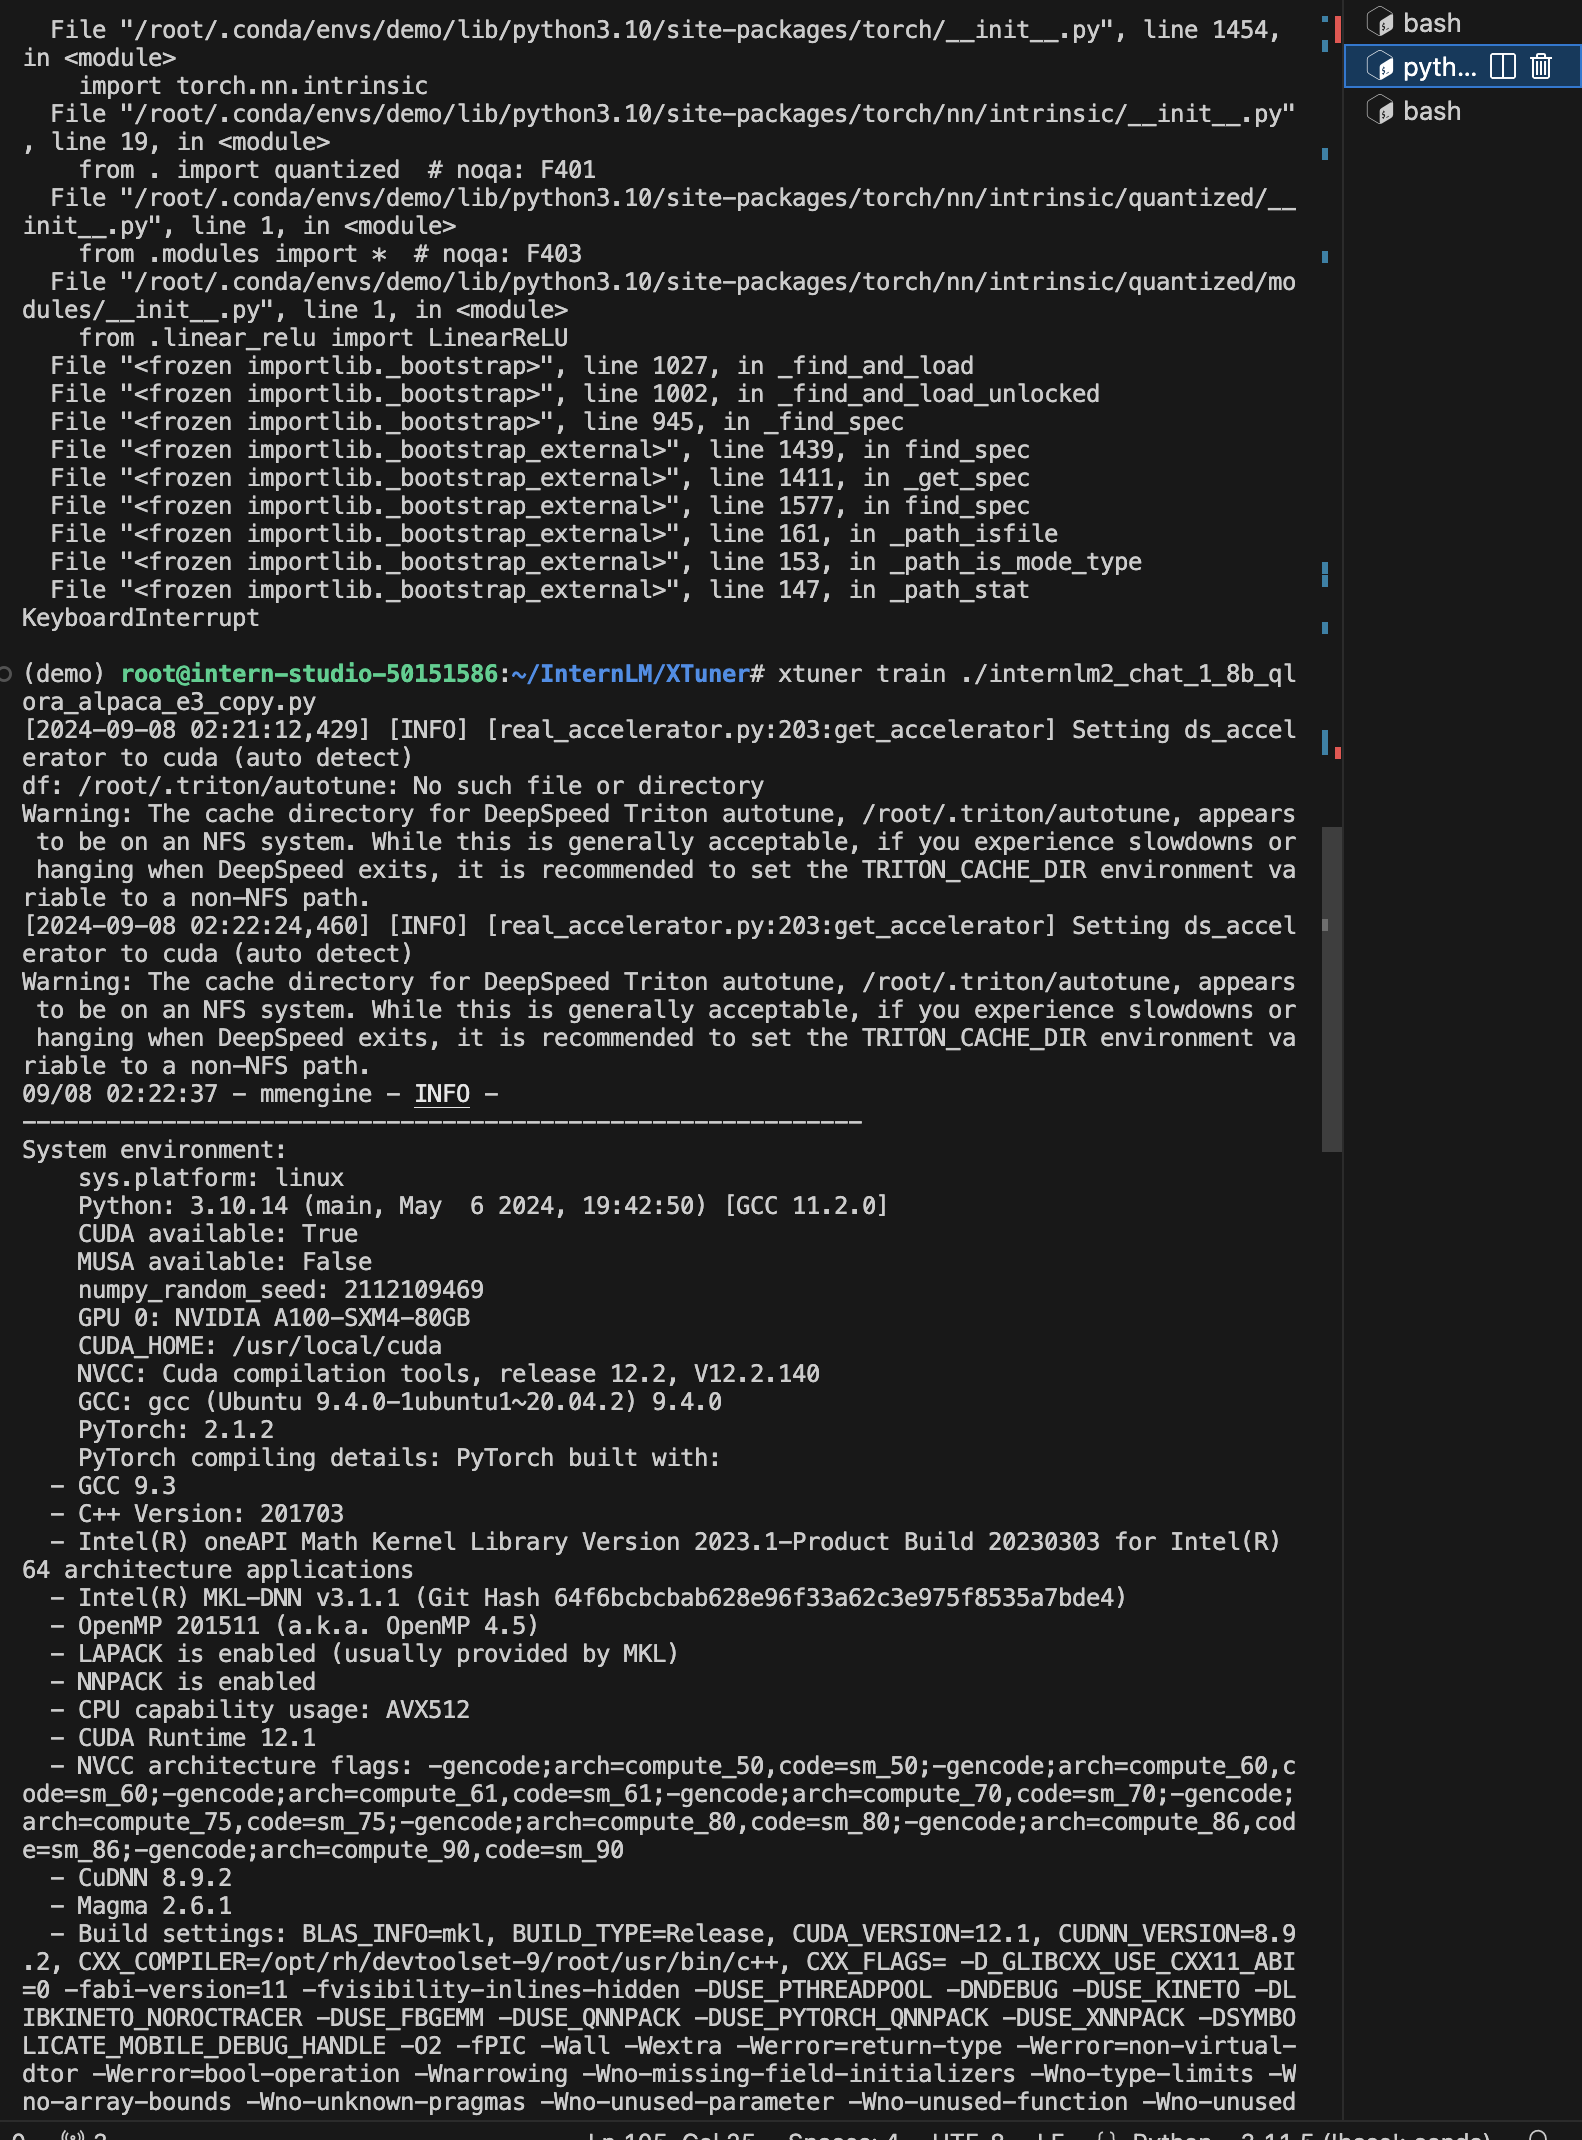 File "/root/.conda/envs/demo/lib/python3.10/site-packages/torch/__init__.py", line 1454,
in <module>
    import torch.nn.intrinsic
  File "/root/.conda/envs/demo/lib/python3.10/site-packages/torch/nn/intrinsic/__init__.py"
, line 19, in <module>
    from . import quantized  # noqa: F401
  File "/root/.conda/envs/demo/lib/python3.10/site-packages/torch/nn/intrinsic/quantized/__
init__.py", line 1, in <module>
    from .modules import *  # noqa: F403
  File "/root/.conda/envs/demo/lib/python3.10/site-packages/torch/nn/intrinsic/quantized/mo
dules/__init__.py", line 1, in <module>
    from .linear_relu import LinearReLU
  File "<frozen importlib._bootstrap>", line 1027, in _find_and_load
  File "<frozen importlib._bootstrap>", line 1002, in _find_and_load_unlocked
  File "<frozen importlib._bootstrap>", line 945, in _find_spec
  File "<frozen importlib._bootstrap_external>", line 1439, in find_spec
  File "<frozen importlib._bootstrap_external>", line 1411, in _get_spec
  File "<frozen importlib._bootstrap_external>", line 1577, in find_spec
  File "<frozen importlib._bootstrap_external>", line 161, in _path_isfile
  File "<frozen importlib._bootstrap_external>", line 153, in _path_is_mode_type
  File "<frozen importlib._bootstrap_external>", line 147, in _path_stat
KeyboardInterrupt
(demo) root@intern-studio-50151586:~/InternLM/XTuner# xtuner train ./internlm2_chat_1_8b_ql
ora_alpaca_e3_copy.py
[2024-09-08 02:21:12,429] [INFO] [real_accelerator.py:203:get_accelerator] Setting ds_accel
erator to cuda (auto detect)
df: /root/.triton/autotune: No such file or directory
Warning: The cache directory for DeepSpeed Triton autotune, /root/.triton/autotune, appears
 to be on an NFS system. While this is generally acceptable, if you experience slowdowns or
 hanging when DeepSpeed exits, it is recommended to set the TRITON_CACHE_DIR environment va
riable to a non-NFS path.
[2024-09-08 02:22:24,460] [INFO] [real_accelerator.py:203:get_accelerator] Setting ds_accel
erator to cuda (auto detect)
Warning: The cache directory for DeepSpeed Triton autotune, /root/.triton/autotune, appears
 to be on an NFS system. While this is generally acceptable, if you experience slowdowns or
 hanging when DeepSpeed exits, it is recommended to set the TRITON_CACHE_DIR environment va
riable to a non-NFS path.
09/08 02:22:37 - mmengine - INFO -
------------------------------------------------------------
System environment:
    sys.platform: linux
    Python: 3.10.14 (main, May  6 2024, 19:42:50) [GCC 11.2.0]
    CUDA available: True
    MUSA available: False
    numpy_random_seed: 2112109469
    GPU 0: NVIDIA A100-SXM4-80GB
    CUDA_HOME: /usr/local/cuda
    NVCC: Cuda compilation tools, release 12.2, V12.2.140
    GCC: gcc (Ubuntu 9.4.0-1ubuntu1~20.04.2) 9.4.0
    PyTorch: 2.1.2
    PyTorch compiling details: PyTorch built with:
  - GCC 9.3
  - C++ Version: 201703
  - Intel(R) oneAPI Math Kernel Library Version 2023.1-Product Build 20230303 for Intel(R)
64 architecture applications
  - Intel(R) MKL-DNN v3.1.1 (Git Hash 64f6bcbcbab628e96f33a62c3e975f8535a7bde4)
  - OpenMP 201511 (a.k.a. OpenMP 4.5)
  - LAPACK is enabled (usually provided by MKL)
  - NNPACK is enabled
  - CPU capability usage: AVX512
  - CUDA Runtime 12.1
  - NVCC architecture flags: -gencode;arch=compute_50,code=sm_50;-gencode;arch=compute_60,c
ode=sm_60;-gencode;arch=compute_61,code=sm_61;-gencode;arch=compute_70,code=sm_70;-gencode;
arch=compute_75,code=sm_75;-gencode;arch=compute_80,code=sm_80;-gencode;arch=compute_86,cod
e=sm_86;-gencode;arch=compute_90,code=sm_90
  - CuDNN 8.9.2
  - Magma 2.6.1
  - Build settings: BLAS_INFO=mkl, BUILD_TYPE=Release, CUDA_VERSION=12.1, CUDNN_VERSION=8.9
.2, CXX_COMPILER=/opt/rh/devtoolset-9/root/usr/bin/c++, CXX_FLAGS= -D_GLIBCXX_USE_CXX11_ABI
=0 -fabi-version=11 -fvisibility-inlines-hidden -DUSE_PTHREADPOOL -DNDEBUG -DUSE_KINETO -DL
IBKINETO_NOROCTRACER -DUSE_FBGEMM -DUSE_QNNPACK -DUSE_PYTORCH_QNNPACK -DUSE_XNNPACK -DSYMBO
LICATE_MOBILE_DEBUG_HANDLE -O2 -fPIC -Wall -Wextra -Werror=return-type -Werror=non-virtual-
dtor -Werror=bool-operation -Wnarrowing -Wno-missing-field-initializers -Wno-type-limits -W
no-array-bounds -Wno-unknown-pragmas -Wno-unused-parameter -Wno-unused-function -Wno-unused
bash
pyth...
bash